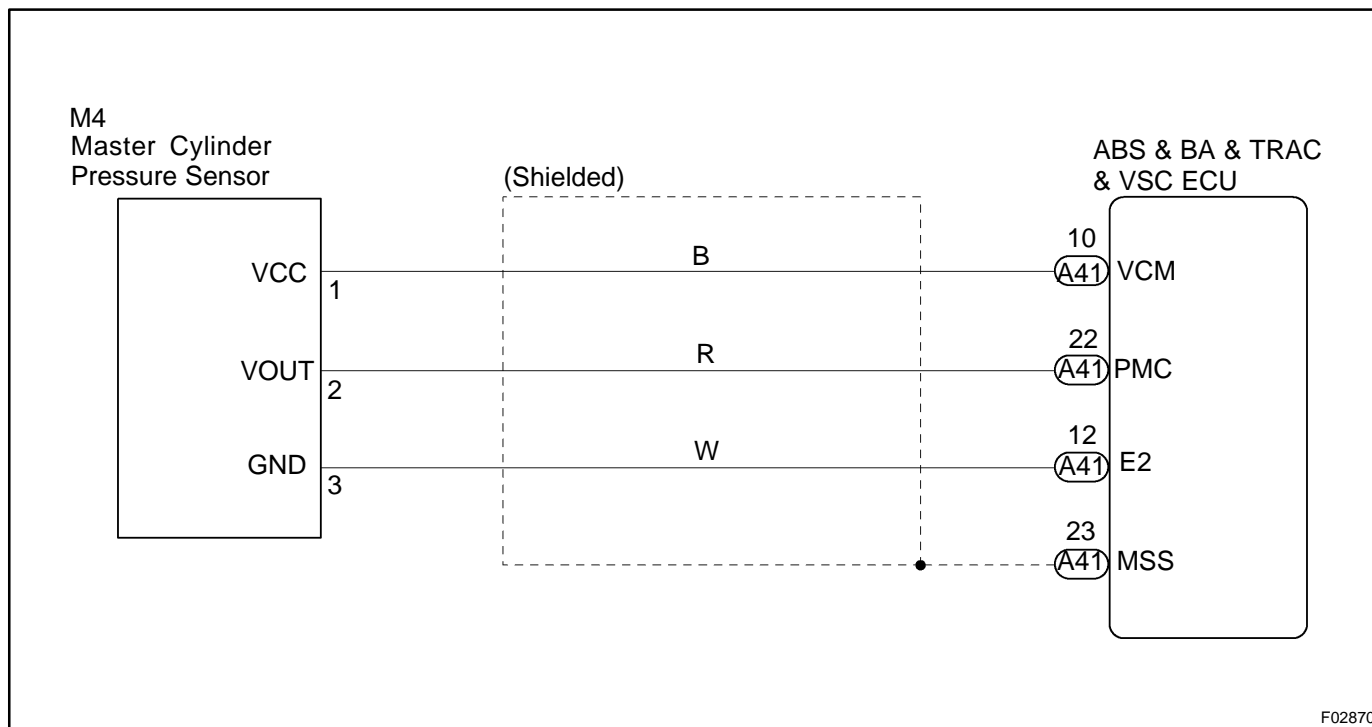 M4
Master Cylinder
Pressure Sensor
ABS & BA & TRAC
& VSC ECU
(Shielded)
VCC
1
B
10
A41
VCM
VOUT
2
R
22
A41
PMC
GND
3
W
12
A41
E2
23
A41
MSS
F02870